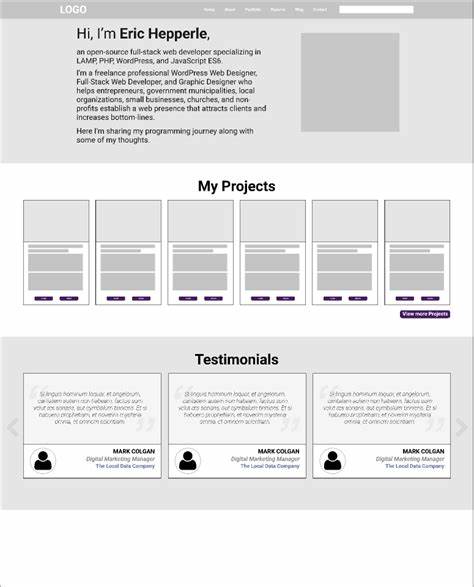 LOGO
Home About Portfolio Resume Blog Contact
Hi, I'm Eric Hepperle,
an open-source full-stack web developer specializing in
LAMP, PHP, WordPress, and JavaScript ES6.
I'm a freelance professional WordPress Web Designer,
Full-Stack Web Developer, and Graphic Designer who
helps entrepreneurs, government municipalities, local
organizations, small businesses, churches, and non-
profits establish a web presence that attracts clients and
increases bottom-lines.
Here I'm sharing my programming journey along with
some of my thoughts.
My Projects
View more Projects
Testimonials
Si linguis hominum loquar, et angelorum,
caritatem autem non habeam, factus sum
velut æs sonans, aut cymbalum tinniens. Et si
habuero prophetiam, et noverim mysteria
omnia, et omnem scientiam.
MARK COLGAN
Digital Marketing Manager
The Local Data Company
Si linguis hominum loquar, et angelorum,
caritatem autem non habeam, factus sum
velut æs sonans, aut cymbalum tinniens. Et si
habuero prophetiam, et noverim mysteria
omnia, et omnem scientiam.
MARK COLGAN
Digital Marketing Manager
The Local Data Company
Si linguis hominum loquar, et angelorum,
caritatem autem non habeam, factus sum
velut æs sonans, aut cymbalum tinniens. Et si
habuero prophetiam, et noverim mysteria
omnia, et omnem scientiam.
MARK COLGAN
Digital Marketing Manager
The Local Data Company